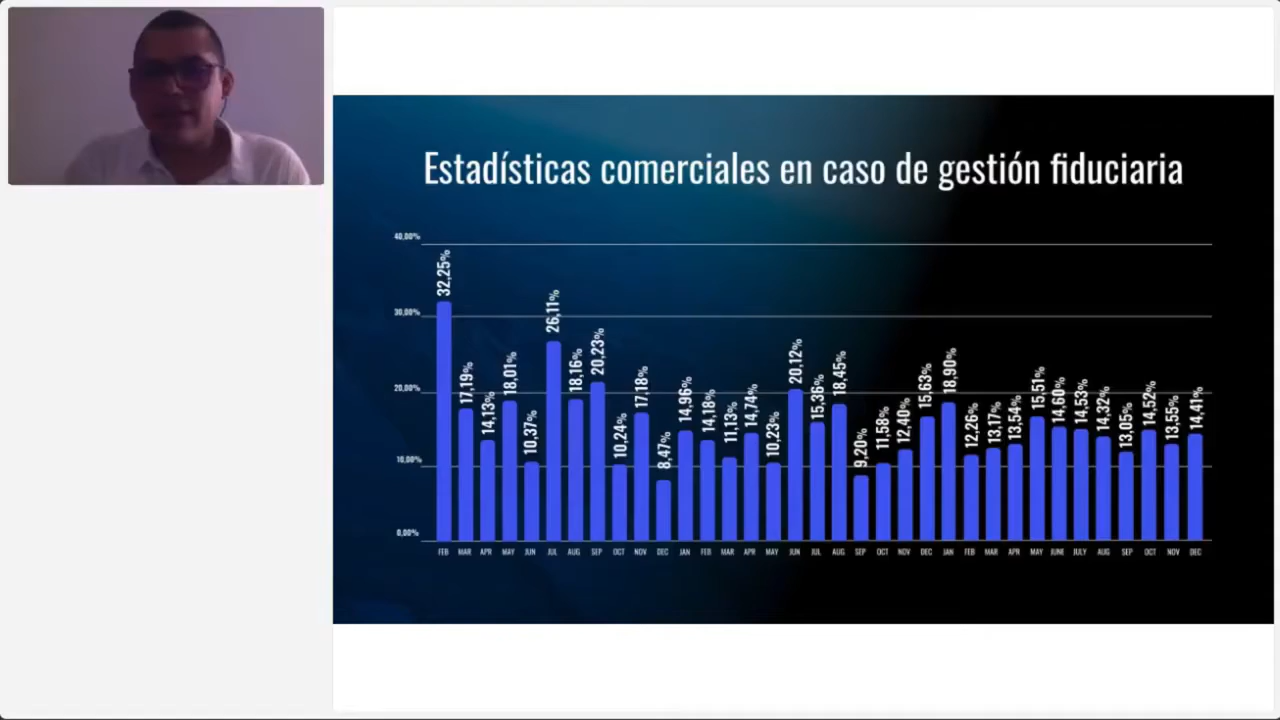 Estadísticas comerciales en caso de gestión fiduciaria
40,00%
30,00%
20,00%
10,00%
0,00%
32,25% 17,19% 14,13% 18,01% 10,37% 26,11% 18,16% 20,23% 10,24% 17,18% 8,47% 14,96% 14,18% 11,13% 14,74% 10,23% 20,12% 15,36% 18,45% 9,20% 11,58% 12,40% 15,63% 18,90% 12,26% 13,17% 13,54% 15,51% 14,60% 14,53% 14,32% 13,05% 14,52% 13,55% 14,41%
FEB MAR APR MAY JUN JUL AUG SEP OCT NOV DEC JAN FEB MAR APR MAY JUN JUL AUG SEP OCT NOV DEC JAN FEB MAR APR MAY JUNE JULY AUG SEP OCT NOV DEC